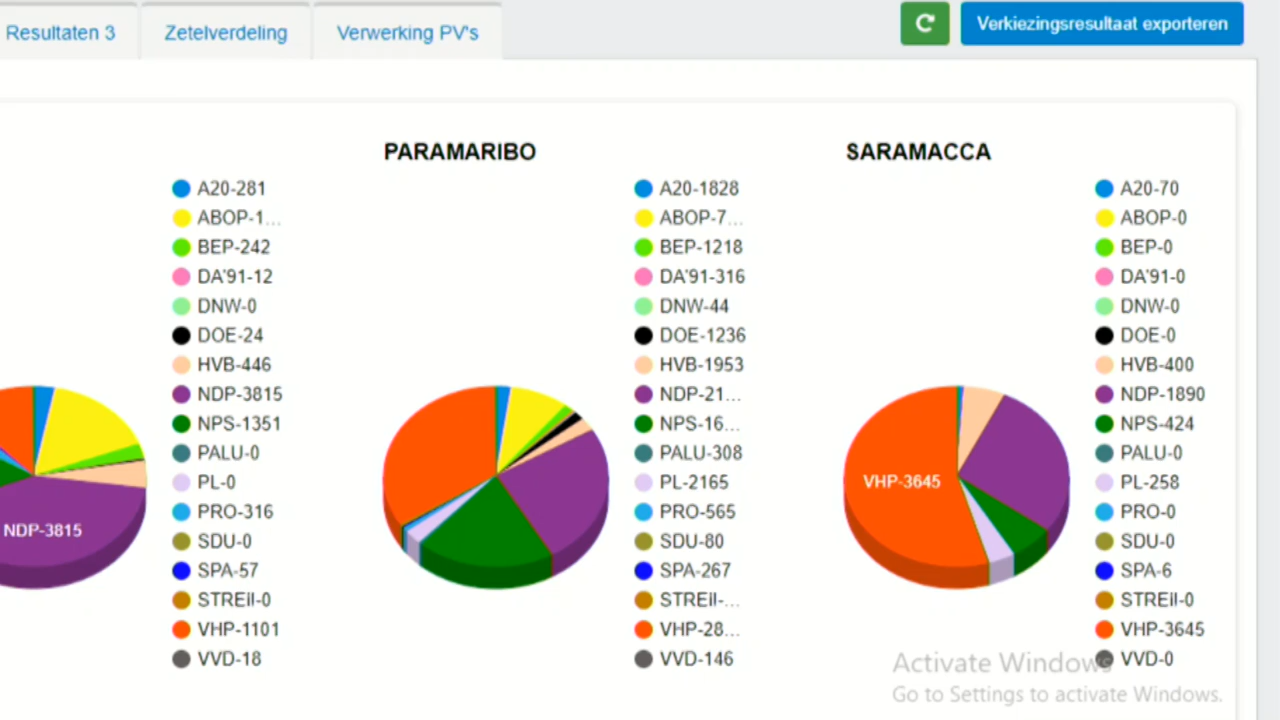 Resultaten 3
Zetelverdeling
Verwerking PV's
Verkiezingsresultaat exporteren
A20-281
ABOP-1...
BEP-242
DA'91-12
DNW-0
DOE-24
HVB-446
NDP-3815
NPS-1351
PALU-0
PL-0
PRO-316
SDU-0
SPA-57
STREil-0
VHP-1101
VVD-18
NDP-3815
PARAMARIBO
A20-1828
ABOP-7...
BEP-1218
DA'91-316
DNW-44
DOE-1236
HVB-1953
NDP-21...
NPS-16...
PALU-308
PL-2165
PRO-565
SDU-80
SPA-267
STREil-...
VHP-28...
VVD-146
SARAMACCA
A20-70
ABOP-0
BEP-0
DA'91-0
DNW-0
DOE-0
HVB-400
NDP-1890
NPS-424
PALU-0
PL-258
PRO-0
SDU-0
SPA-6
STREil-0
VHP-3645
VVD-0
VHP-3645
Activate Windows
Go to Settings to activate Windows.